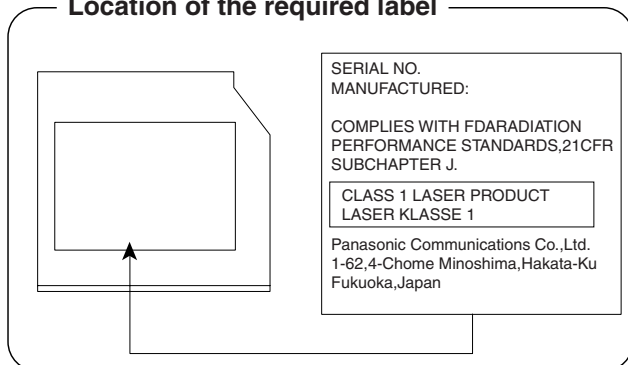 Location of the required label
SERIAL NO.
MANUFACTURED:
COMPLIES WITH FDARADIATION
PERFORMANCE STANDARDS,21CFR
SUBCHAPTER J.
CLASS 1 LASER PRODUCT
LASER KLASSE 1
Panasonic Communications Co.,Ltd.
1-62,4-Chome Minoshima,Hakata-Ku
Fukuoka,Japan